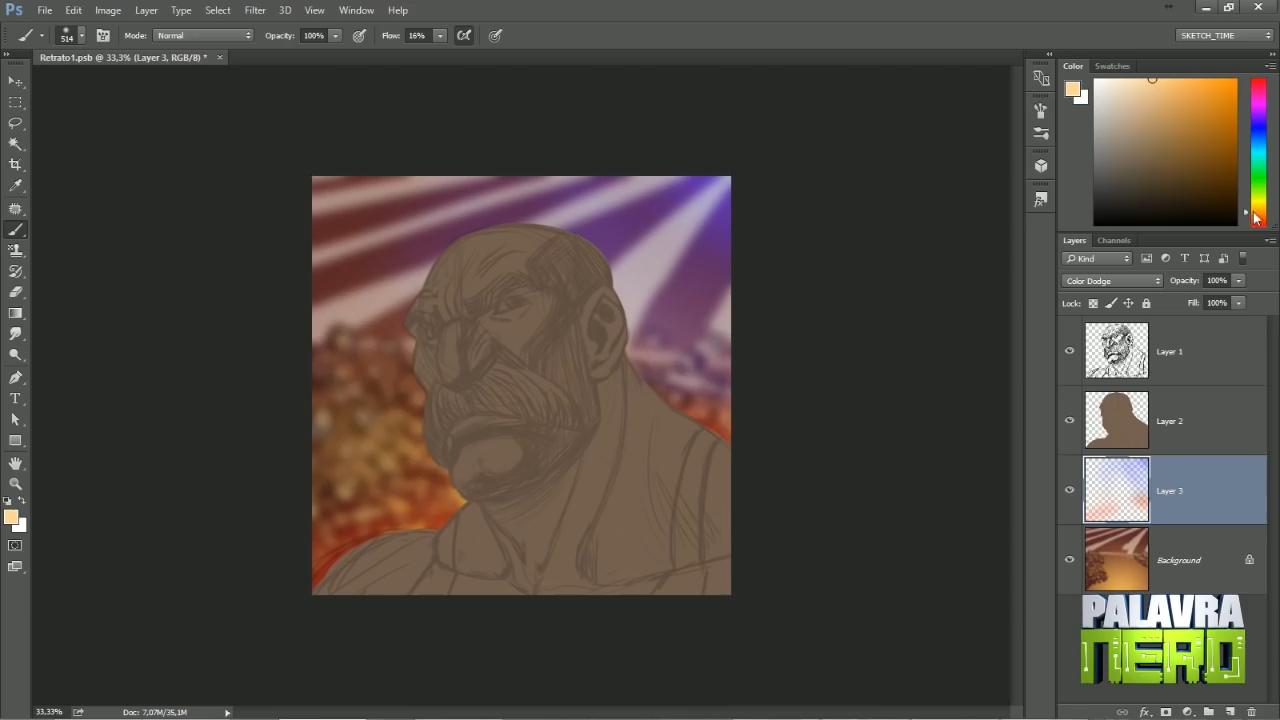 Ps File Edit Image Layer Type Select Filter 3D View Window Help
514 Mode: Normal Opacity: 100% Flow: 16% SKETCH_TIME
Retrato1.psb @ 33,3% (Layer 3, RGB/8) * ×
Color Swatches
Layers Channels
Kind
Color Dodge Opacity: 100%
Lock: Fill: 100%
Layer 1
Layer 2
Layer 3
Background
PALAVRA
NERD
33,33% Doc: 7,07M/35,1M